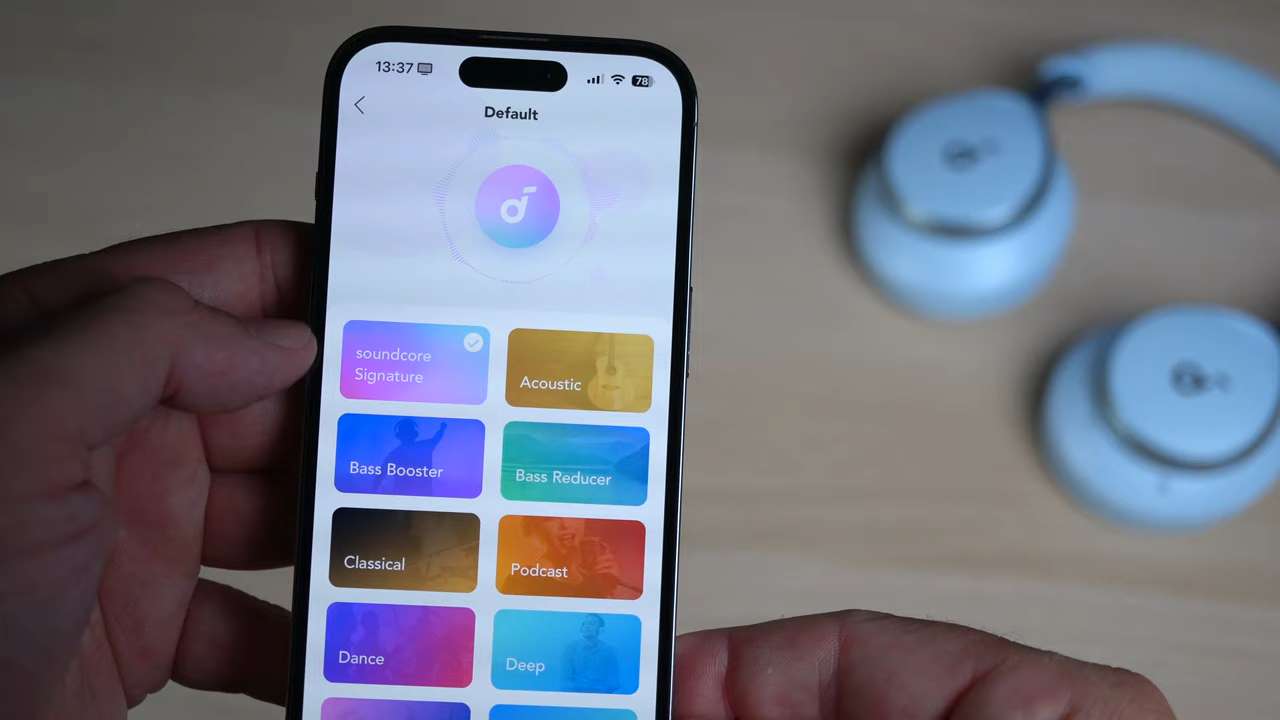 13:37
78
Default
soundcore
Signature
Acoustic
Bass Booster
Bass Reducer
Classical
Podcast
Dance
Deep